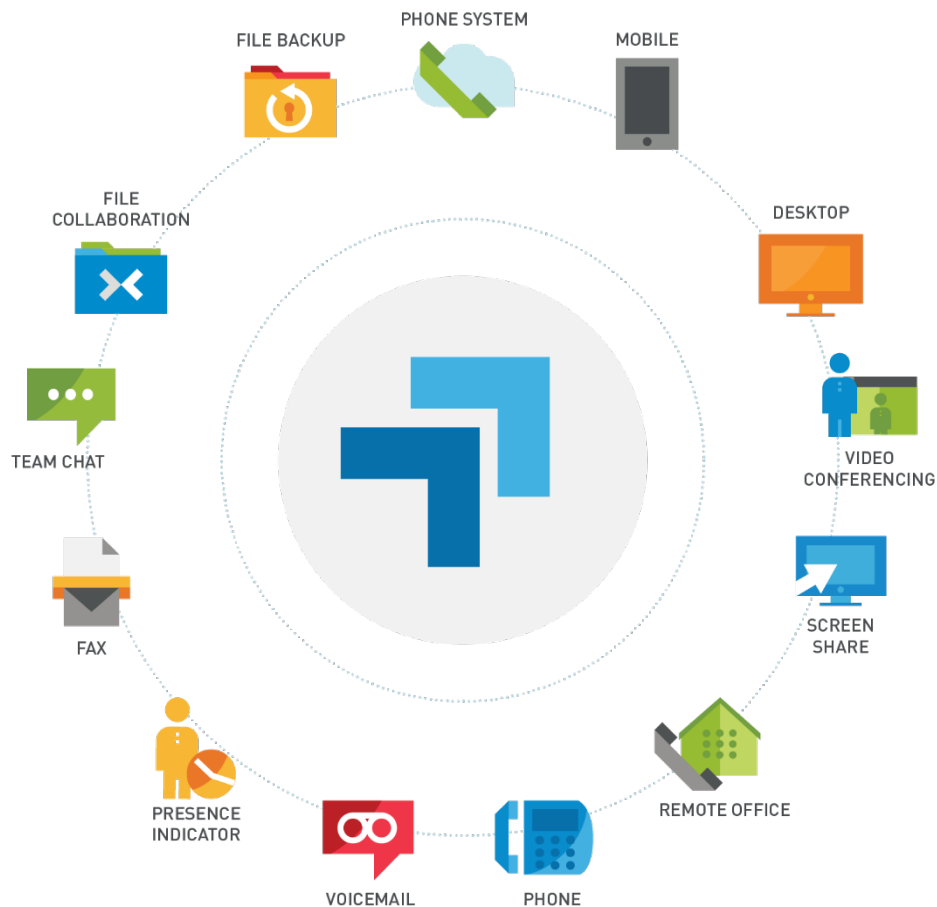 PHONE SYSTEM
MOBILE
DESKTOP
VIDEO
CONFERENCING
SCREEN
SHARE
REMOTE OFFICE
PHONE
VOICEMAIL
PRESENCE
INDICATOR
FAX
TEAM CHAT
FILE
COLLABORATION
FILE BACKUP